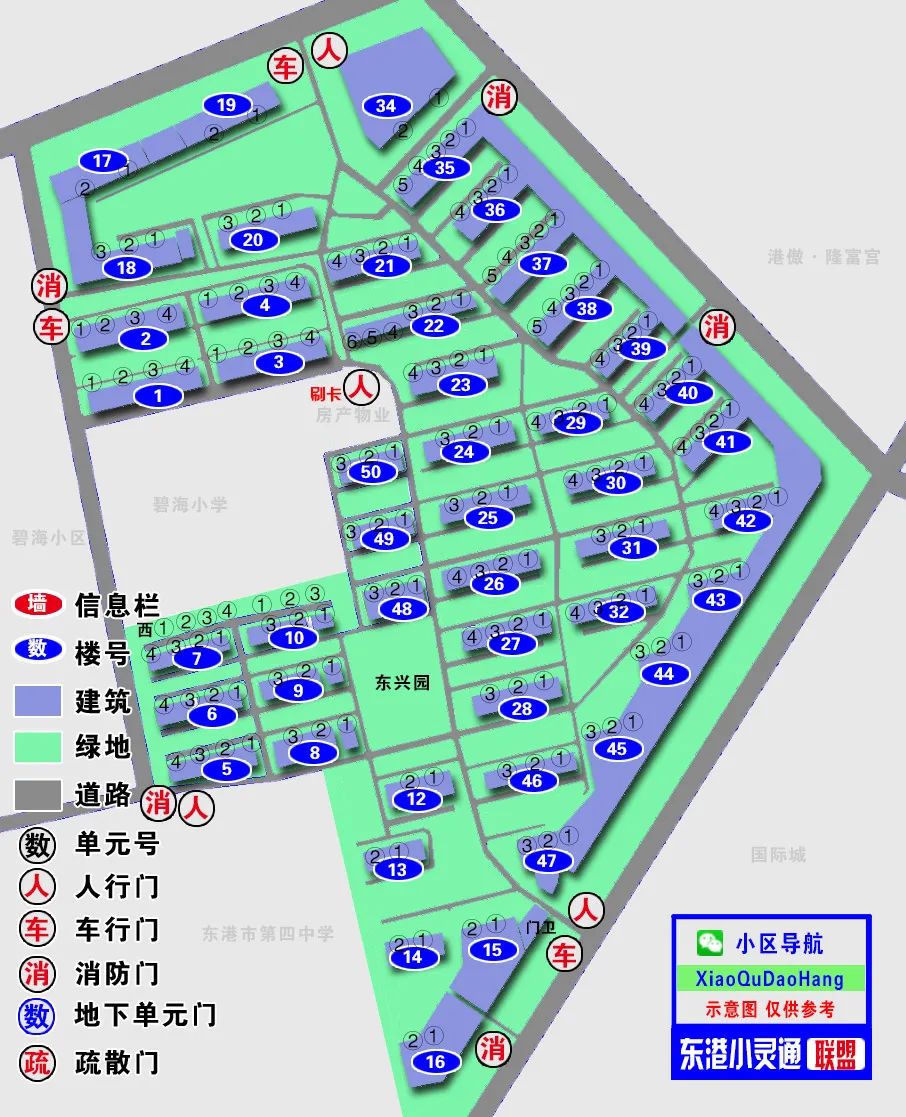 人
车
消
19
1
2
34
1
2
17
1
2
35
5 4 3 2 1
36
4 3 2 1
20
3 2 1
18
3 2 1
37
5 4 3 2 1
港傲·隆富宫
21
4 3 2 1
消
车
4
1 2 3 4
2
1 2 3 4
38
5 4 3 2 1
22
6 5 4 3 2 1
消
39
4 3 2 1
3
1 2 3 4
1
1 2 3 4
23
4 3 2 1
刷卡
人
房产物业
40
4 3 2 1
29
4 3 2 1
24
4 3 2 1
41
4 3 2 1
50
3 2 1
30
4 3 2 1
碧海小学
25
3 2 1
42
4 3 2 1
碧海小区
49
3 2 1
31
3 2 1
26
4 3 2 1
43
3 2 1
48
3 2 1
32
4 3 2 1
西
1 2 3 4
1 2 3
10
3 2 1
7
4 3 2 1
27
4 3 2 1
44
3 2 1
东兴园
9
3 2 1
28
3 2 1
6
4 3 2 1
45
3 2 1
8
3 2 1
5
4 3 2 1
46
3 2 1
12
2 1
消
人
47
3 2 1
13
2 1
国际城
人
门卫
车
东港市第四中学
15
2 1
14
2 1
消
16
2 1
墙 信息栏
数 楼号
建筑
绿地
道路
数 单元号
人 人行门
车 车行门
消 消防门
数 地下单元门
疏 疏散门
小区导航
XiaoQuDaoHang
示意图 仅供参考
东港小灵通 联盟